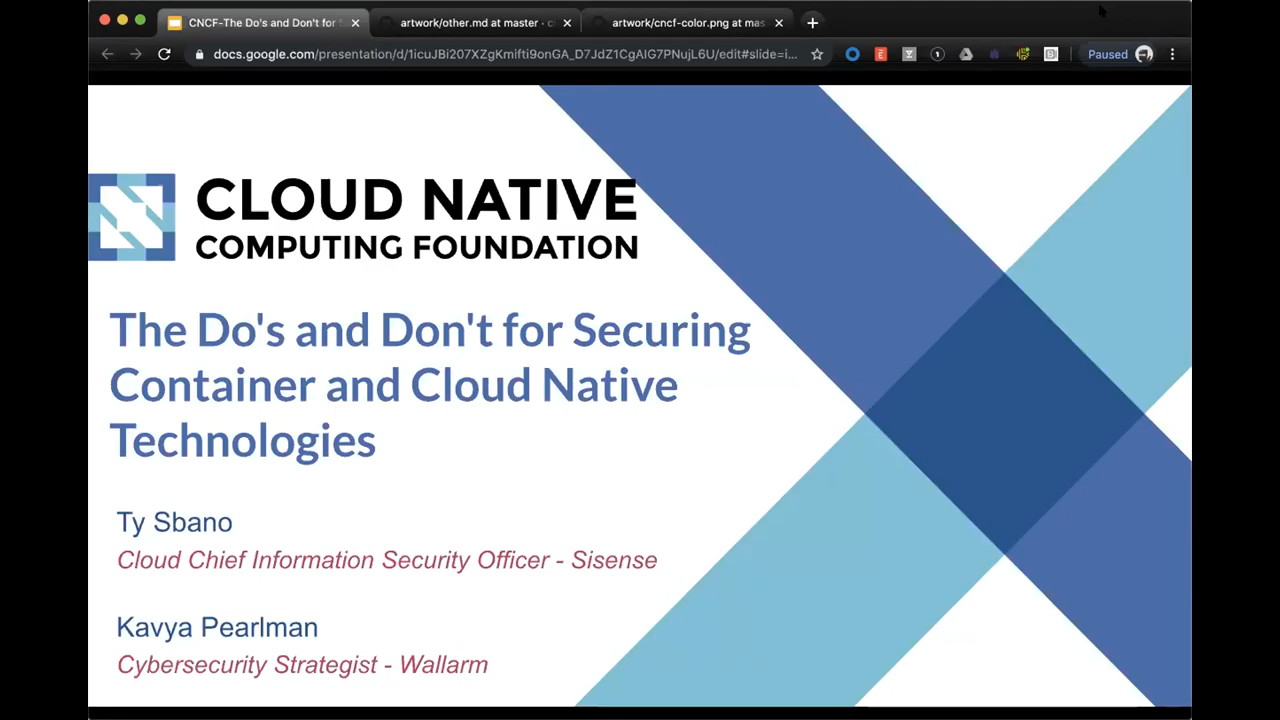 CNCF-The Do's and Don't for S
artwork/other.md at master · c
artwork/cncf-color.png at mas
docs.google.com/presentation/d/1icuJBi207XZgKmifti9onGA_D7JdZ1CgAIG7PNujL6U/edit#slide=i...
Paused
CLOUD NATIVE
COMPUTING FOUNDATION
The Do's and Don't for Securing
Container and Cloud Native
Technologies
Ty Sbano
Cloud Chief Information Security Officer - Sisense
Kavya Pearlman
Cybersecurity Strategist - Wallarm